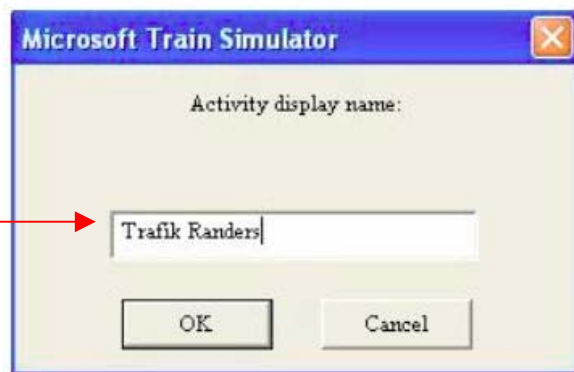 Microsoft Train Simulator
Activity display name:
Trafik Randers
OK
Cancel